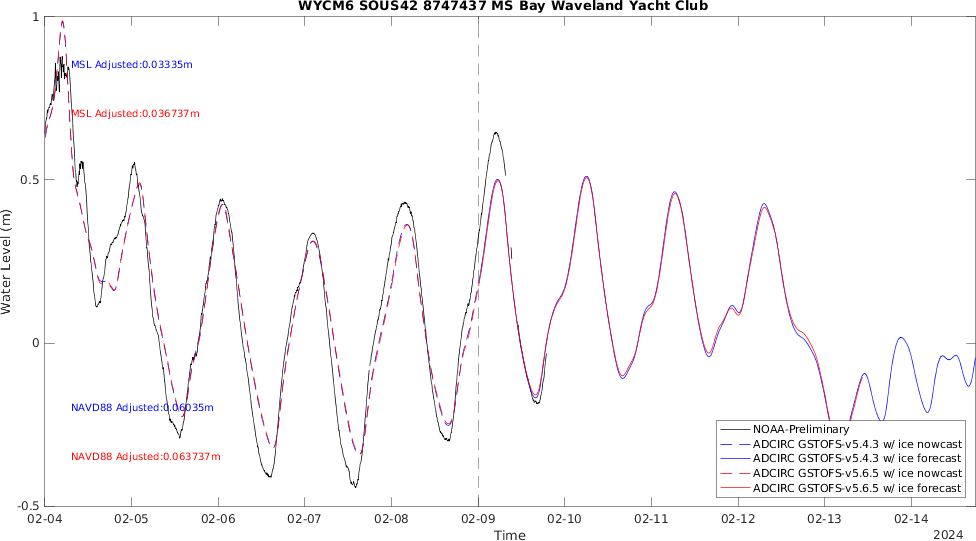 WYCM6 SOUS42 8747437 MS Bay Waveland Yacht Club
1
MSL Adjusted:0.03335m
MSL Adjusted:0.036737m
0.5
Water Level (m)
0
NAVD88 Adjusted:0.06035m
NAVD88 Adjusted:0.063737m
NOAA-Preliminary
ADCIRC GSTOFS-v5.4.3 w/ ice nowcast
ADCIRC GSTOFS-v5.4.3 w/ ice forecast
ADCIRC GSTOFS-v5.6.5 w/ ice nowcast
ADCIRC GSTOFS-v5.6.5 w/ ice forecast
-0.5
02-04 02-05 02-06 02-07 02-08 02-09 02-10 02-11 02-12 02-13 02-14
Time
2024